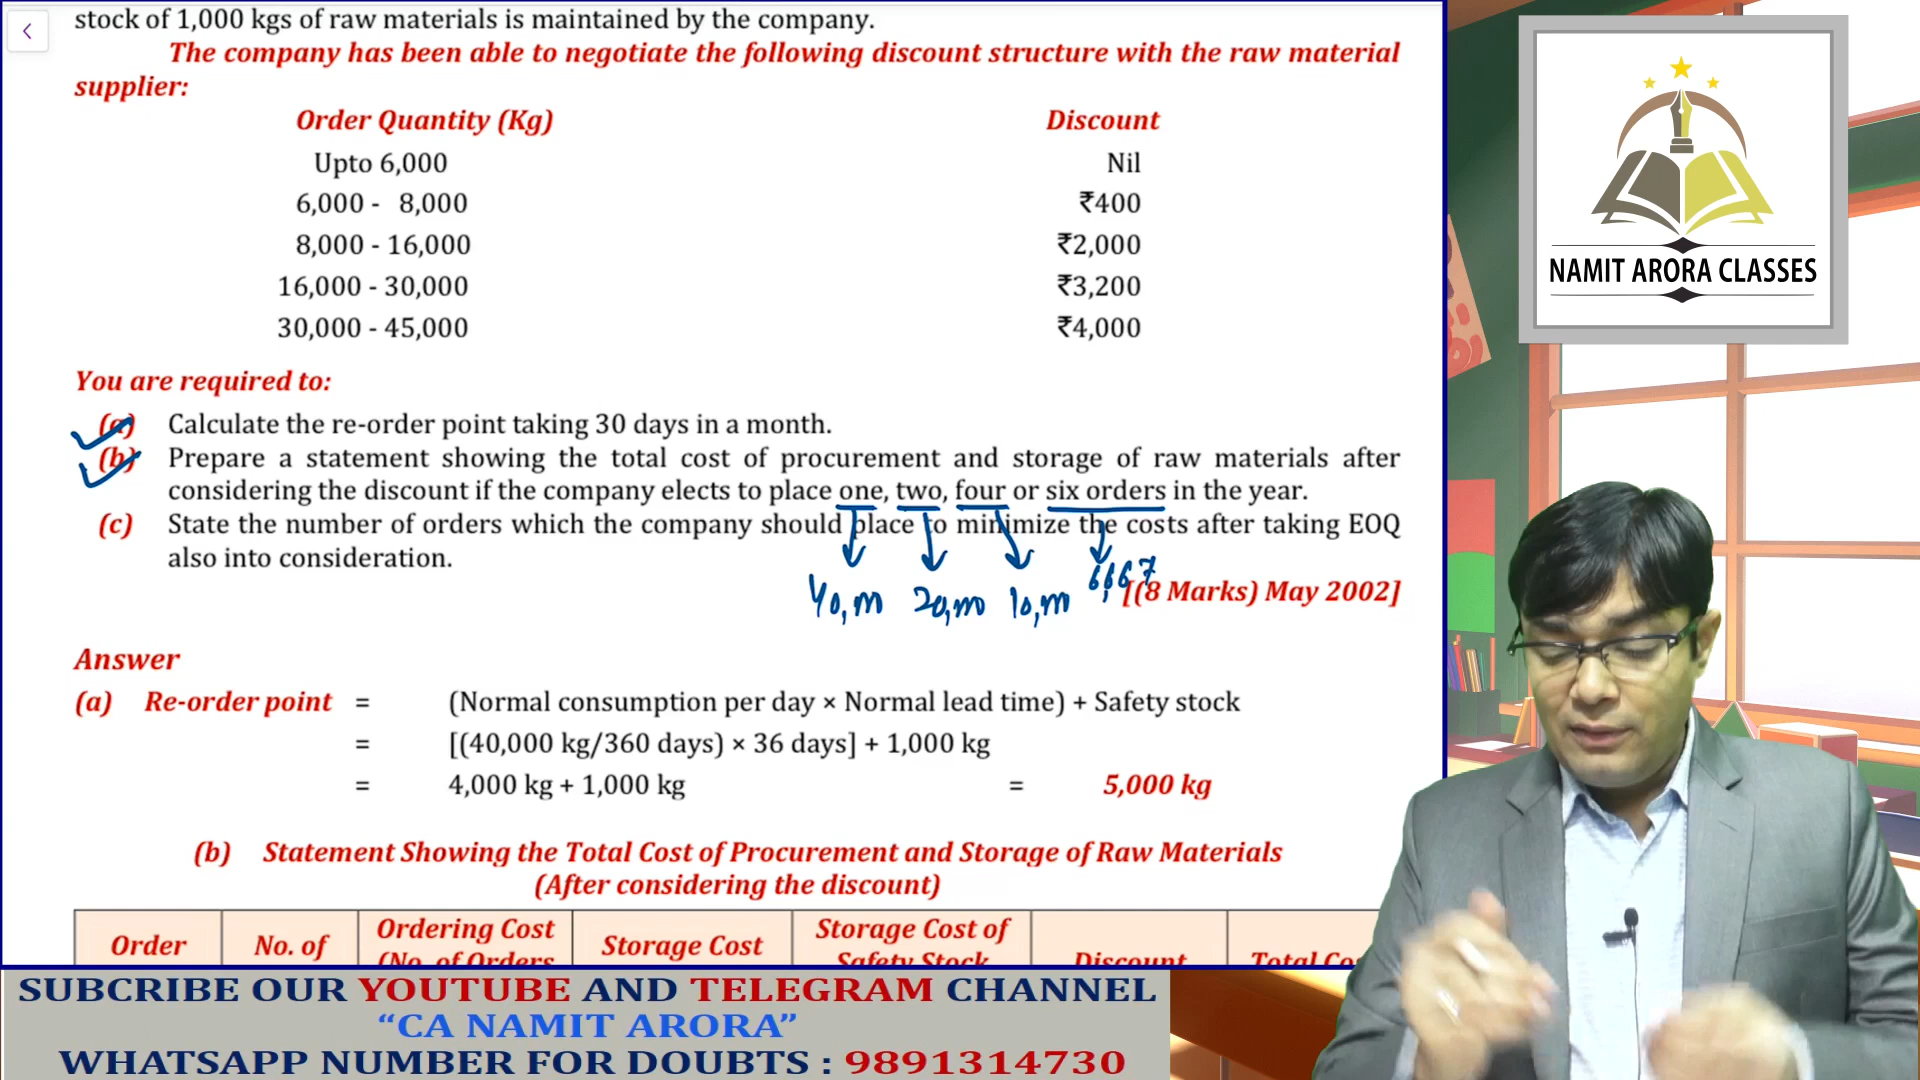 stock of 1,000 kgs of raw materials is maintained by the company.
The company has been able to negotiate the following discount structure with the raw material
supplier:
Order Quantity (Kg) Discount
Upto 6,000 Nil
6,000 - 8,000 ₹400
8,000 - 16,000 ₹2,000
16,000 - 30,000 ₹3,200
30,000 - 45,000 ₹4,000
You are required to:
(a) Calculate the re-order point taking 30 days in a month.
(b) Prepare a statement showing the total cost of procurement and storage of raw materials after
considering the discount if the company elects to place one, two, four or six orders in the year.
(c) State the number of orders which the company should place to minimize the costs after taking EOQ
also into consideration.
6,667
40,m 20,m 10,m
[(8 Marks) May 2002]
Answer
(a) Re-order point = (Normal consumption per day × Normal lead time) + Safety stock
= [(40,000 kg/360 days) × 36 days] + 1,000 kg
= 4,000 kg + 1,000 kg = 5,000 kg
(b) Statement Showing the Total Cost of Procurement and Storage of Raw Materials
(After considering the discount)
Order No. of Ordering Cost Storage Cost Storage Cost of Discount Total
(No. of Orders Safety Stock
NAMIT ARORA CLASSES
SUBCRIBE OUR YOUTUBE AND TELEGRAM CHANNEL
“CA NAMIT ARORA”
WHATSAPP NUMBER FOR DOUBTS : 9891314730